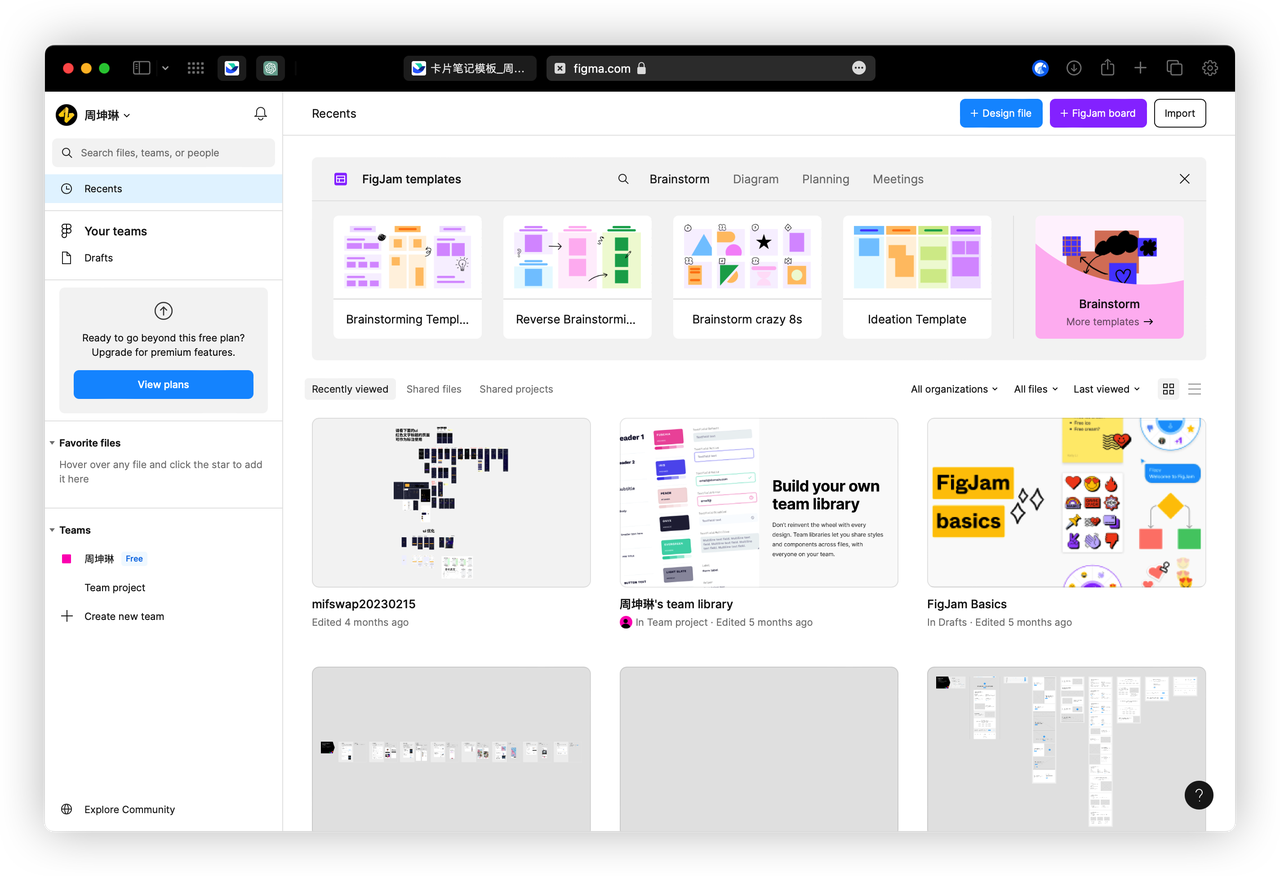 卡片笔记模板_周...
figma.com
周坤琳
Search files, teams, or people
Recents
Your teams
Drafts
Ready to go beyond this free plan?
Upgrade for premium features.
View plans
Favorite files
Hover over any file and click the star to add
it here
Teams
周坤琳 Free
Team project
Create new team
Explore Community
Recents
+ Design file
+ FigJam board
Import
FigJam templates
Brainstorm
Diagram
Planning
Meetings
Brainstorming Templ...
Reverse Brainstormi...
Brainstorm crazy 8s
Ideation Template
Brainstorm
More templates →
Recently viewed
Shared files
Shared projects
All organizations
All files
Last viewed
Build your own
team library
Don't reinvent the wheel with every
design. Team libraries let you share styles
and components across files, with
everyone on your team.
FigJam
basics
mifswap20230215
Edited 4 months ago
周坤琳's team library
In Team project · Edited 5 months ago
FigJam Basics
In Drafts · Edited 5 months ago
?